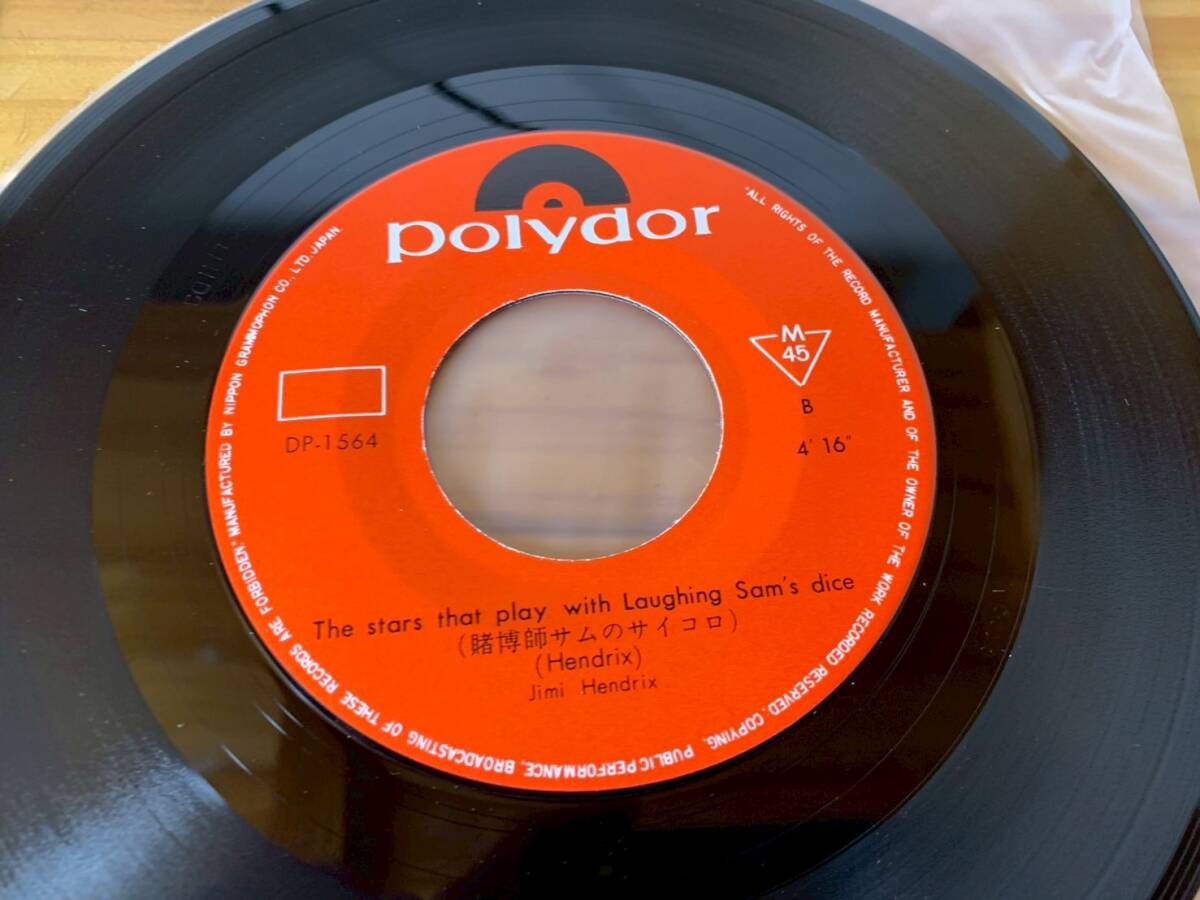 polydor
"ALL RIGHTS OF THE RECORD MANUFACTURER AND OF THE OWNER OF THE WORK RECORDED RESERVED. COPYING, PUBLIC PERFORMANCE, BROADCASTING OF THESE RECORDS ARE FORBIDDEN." MANUFACTURED BY NIPPON GRAMMOPHON CO., LTD. JAPAN.
M
45
B
4' 16"
DP-1564
The stars that play with Laughing Sam's dice
(賭博師サムのサイコロ)
(Hendrix)
Jimi Hendrix